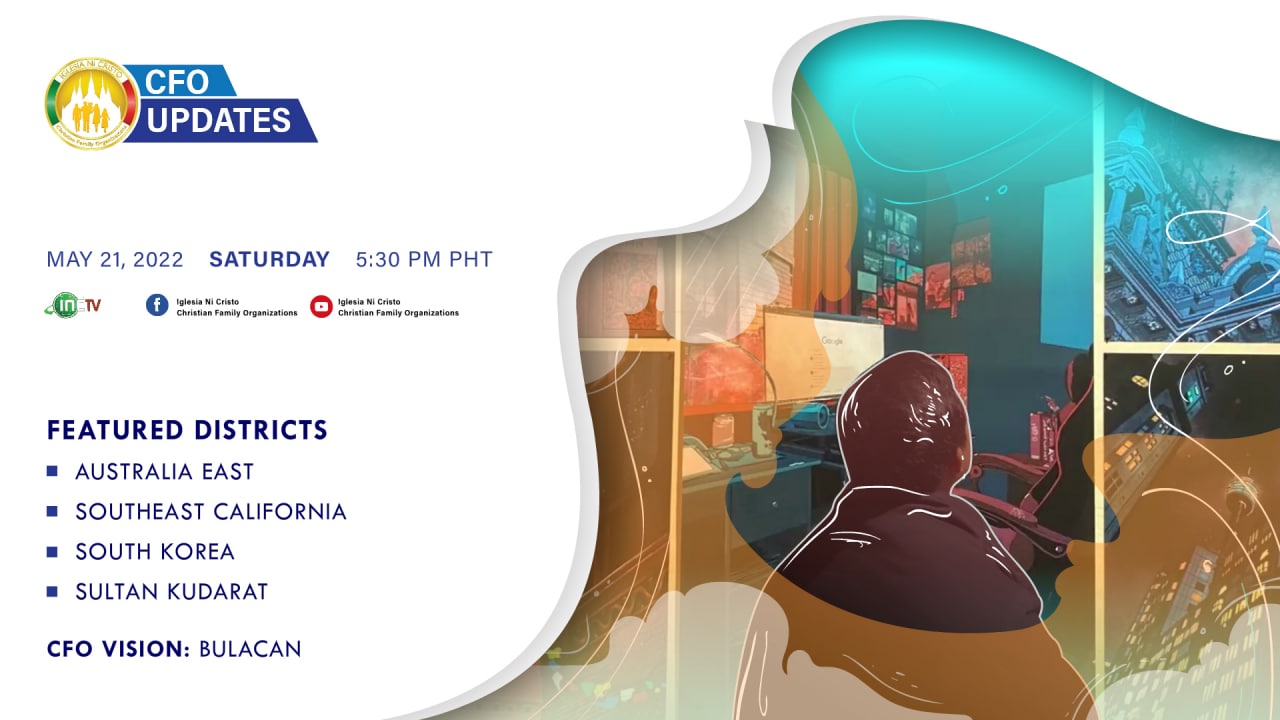 IGLESIA NI CRISTO
Christian Family Organizations
CFO
UPDATES
MAY 21, 2022 SATURDAY 5:30 PM PHT
INCTV
Iglesia Ni Cristo
Christian Family Organizations
Iglesia Ni Cristo
Christian Family Organizations
FEATURED DISTRICTS
AUSTRALIA EAST
SOUTHEAST CALIFORNIA
SOUTH KOREA
SULTAN KUDARAT
CFO VISION: BULACAN
Google